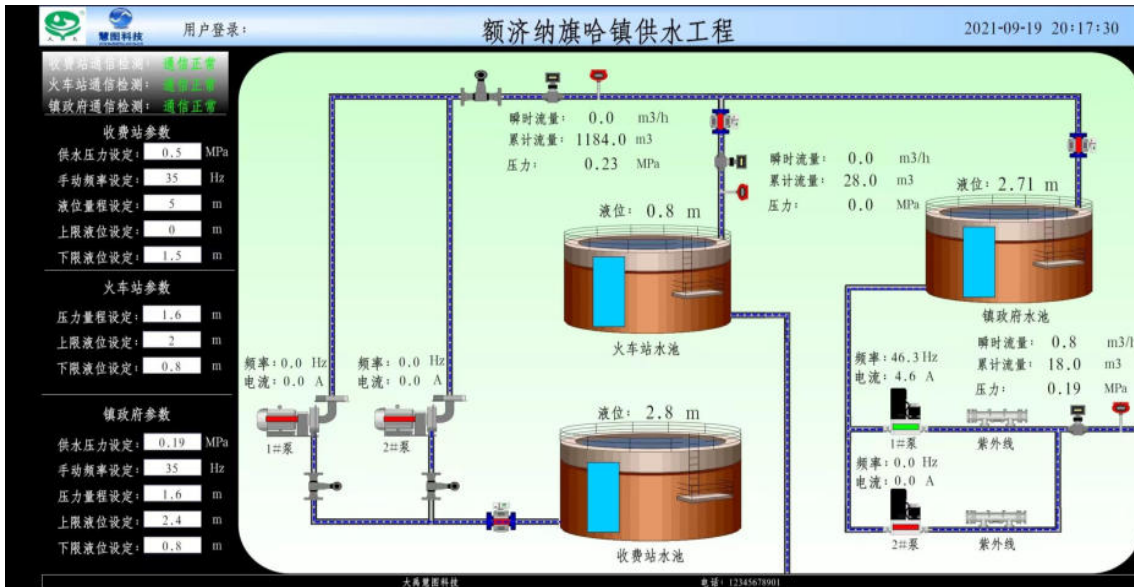 慧图科技
用户登录:
额济纳旗哈镇供水工程
2021-09-19 20:17:30
收费站通信检测: 通信正常
火车站通信检测: 通信正常
镇政府通信检测: 通信正常
收费站参数
供水压力设定: 0.5 MPa
手动频率设定: 35 Hz
液位量程设定: 5 m
上限液位设定: 0 m
下限液位设定: 1.5 m
火车站参数
压力量程设定: 1.6 m
上限液位设定: 2 m
下限液位设定: 0.8 m
镇政府参数
供水压力设定: 0.19 MPa
手动频率设定: 35 Hz
压力量程设定: 1.6 m
上限液位设定: 2.4 m
下限液位设定: 0.8 m
瞬时流量: 0.0 m3/h
累计流量: 1184.0 m3
压力: 0.23 MPa
瞬时流量: 0.0 m3/h
累计流量: 28.0 m3
压力: 0.0 MPa
液位: 0.8 m
火车站水池
液位: 2.71 m
镇政府水池
频率: 0.0 Hz
电流: 0.0 A
1#泵
频率: 0.0 Hz
电流: 0.0 A
2#泵
液位: 2.8 m
收费站水池
瞬时流量: 0.8 m3/h
累计流量: 18.0 m3
压力: 0.19 MPa
频率: 46.3 Hz
电流: 4.6 A
1#泵
紫外线
频率: 0.0 Hz
电流: 0.0 A
2#泵
紫外线
大禹慧图科技
电话: 12345678901